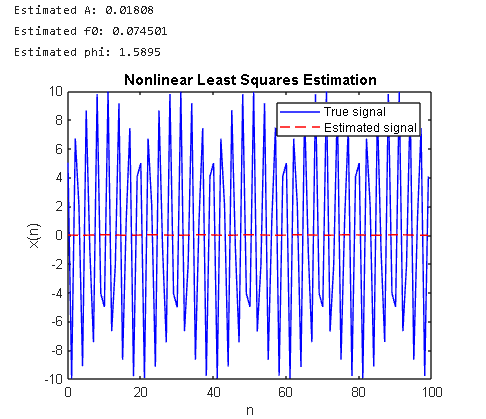 Estimated A: 0.01808
Estimated f0: 0.074501
Estimated phi: 1.5895
Nonlinear Least Squares Estimation
True signal
Estimated signal
10
8
6
4
2
0
-2
-4
-6
-8
-10
x(n)
0 20 40 60 80 100
n